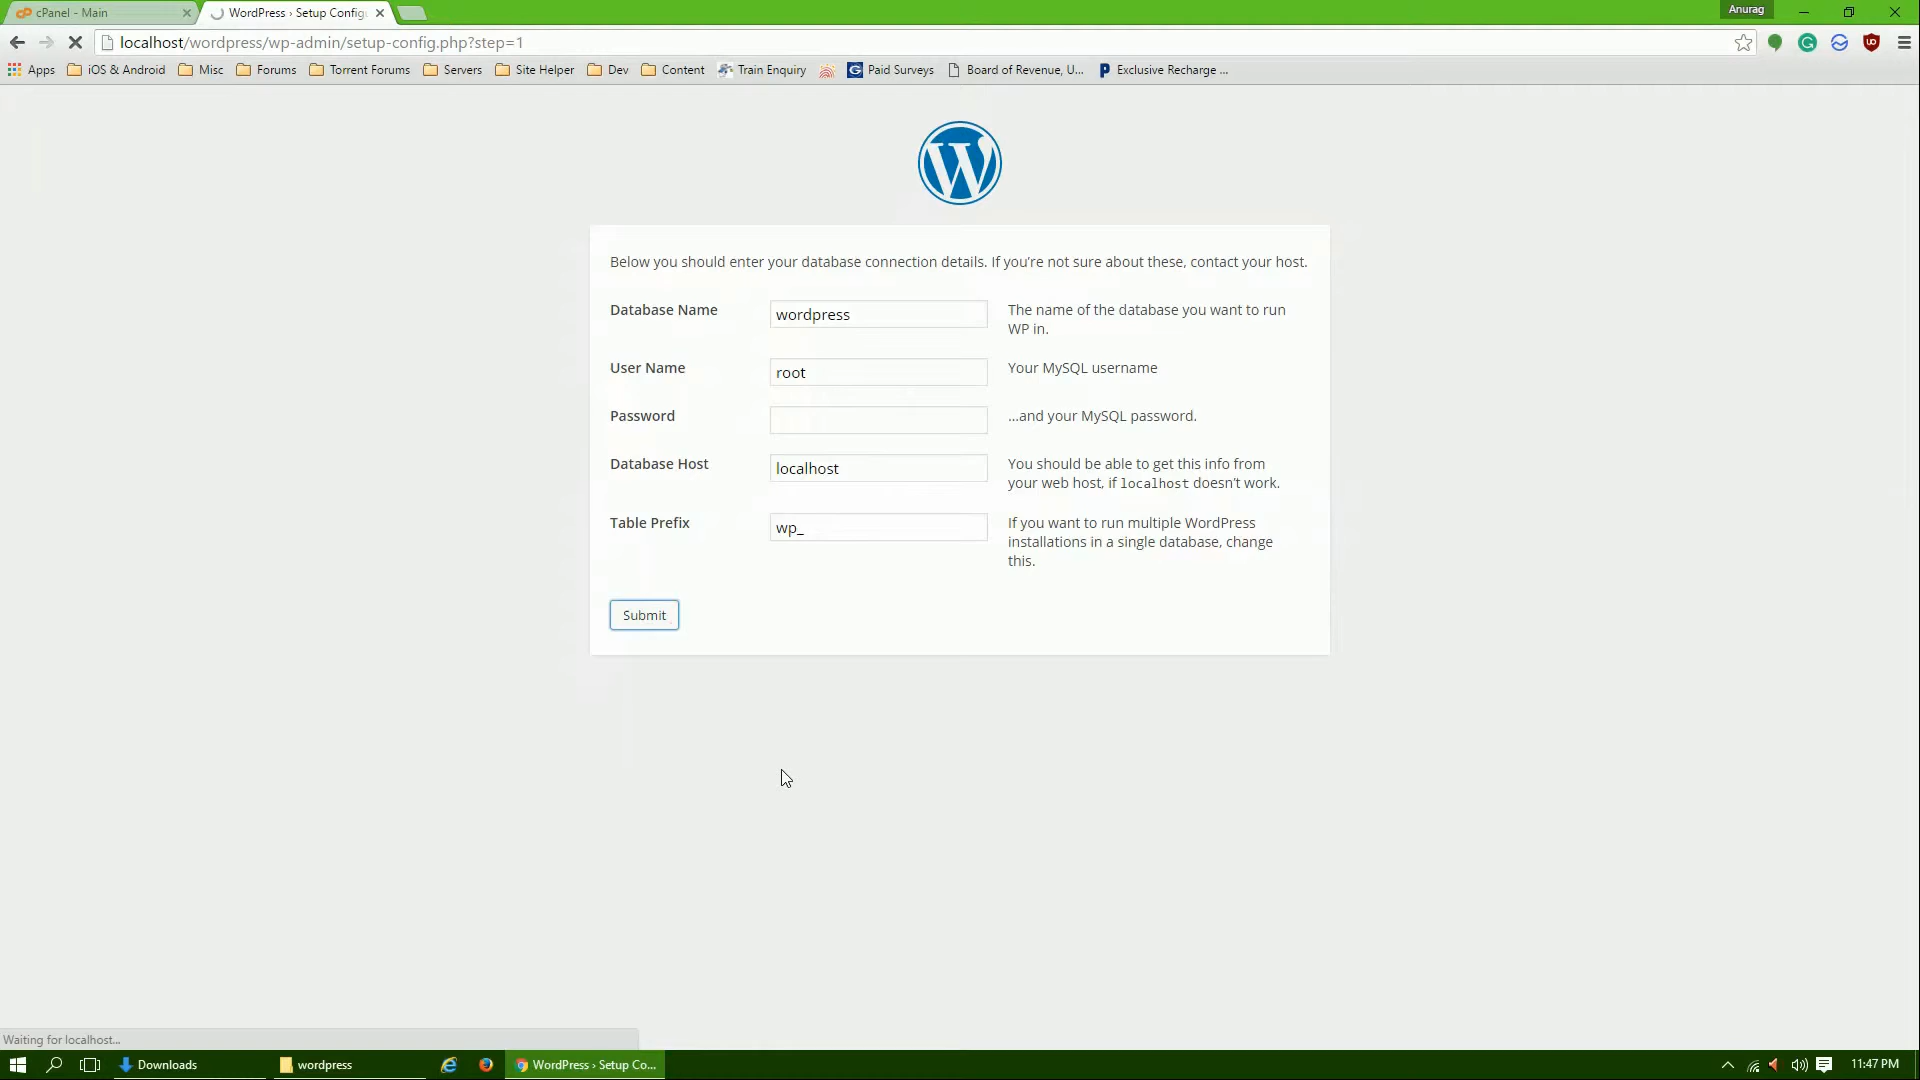 cPanel - Main
WordPress › Setup Configu
Anurag
localhost/wordpress/wp-admin/setup-config.php?step=1
Apps
iOS & Android
Misc
Forums
Torrent Forums
Servers
Site Helper
Dev
Content
Train Enquiry
Paid Surveys
Board of Revenue, U...
Exclusive Recharge ...
Below you should enter your database connection details. If you’re not sure about these, contact your host.
Database Name
wordpress
The name of the database you want to run
WP in.
User Name
root
Your MySQL username
Password
…and your MySQL password.
Database Host
localhost
You should be able to get this info from
your web host, if localhost doesn’t work.
Table Prefix
wp_
If you want to run multiple WordPress
installations in a single database, change
this.
Submit
Waiting for localhost...
Downloads
wordpress
WordPress › Setup Co...
11:47 PM